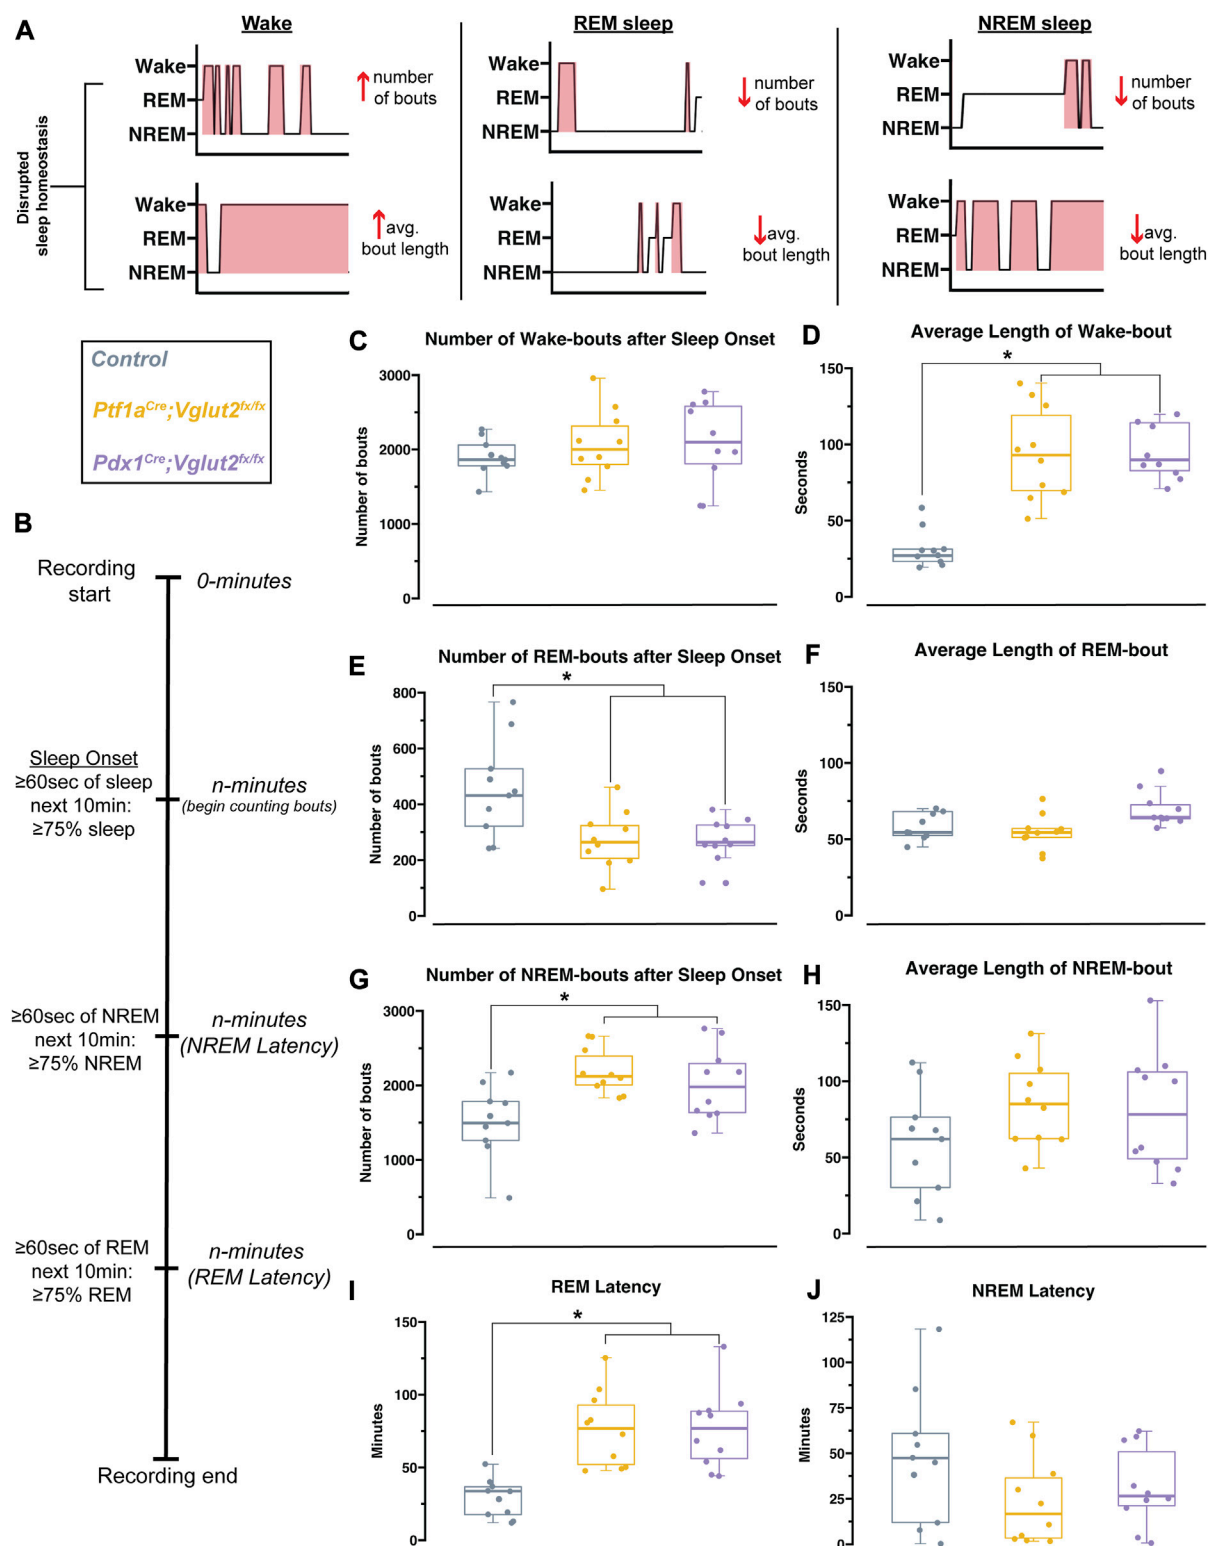 A
Wake
REM sleep
NREM sleep
Disrupted
sleep homeostasis
Wake
REM
NREM
number
of bouts
Wake
REM
NREM
number
of bouts
Wake
REM
NREM
number
of bouts
Wake
REM
NREM
avg.
bout length
Wake
REM
NREM
avg.
bout length
Wake
REM
NREM
avg.
bout length
Control
Ptf1aCre;Vglut2fx/fx
Pdx1Cre;Vglut2fx/fx
B
Recording
start
0-minutes
Sleep Onset
≥60sec of sleep
next 10min:
≥75% sleep
n-minutes
(begin counting bouts)
≥60sec of NREM
next 10min:
≥75% NREM
n-minutes
(NREM Latency)
≥60sec of REM
next 10min:
≥75% REM
n-minutes
(REM Latency)
Recording end
C
Number of Wake-bouts after Sleep Onset
Number of bouts
3000
2000
1000
0
D
Average Length of Wake-bout
Seconds
150
100
50
0
*
E
Number of REM-bouts after Sleep Onset
Number of bouts
800
600
400
200
0
*
F
Average Length of REM-bout
Seconds
150
100
50
0
G
Number of NREM-bouts after Sleep Onset
Number of bouts
3000
2000
1000
0
*
H
Average Length of NREM-bout
Seconds
150
100
50
0
I
REM Latency
Minutes
150
100
50
0
*
J
NREM Latency
Minutes
125
100
75
50
25
0